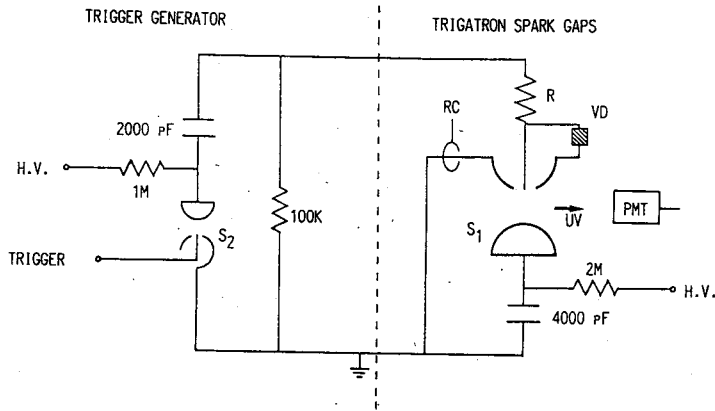 TRIGGER GENERATOR
TRIGATRON SPARK GAPS
R
RC
VD
2000 pF
H.V.
1M
S2
100K
TRIGGER
UV
PMT
S1
2M
H.V.
4000 pF